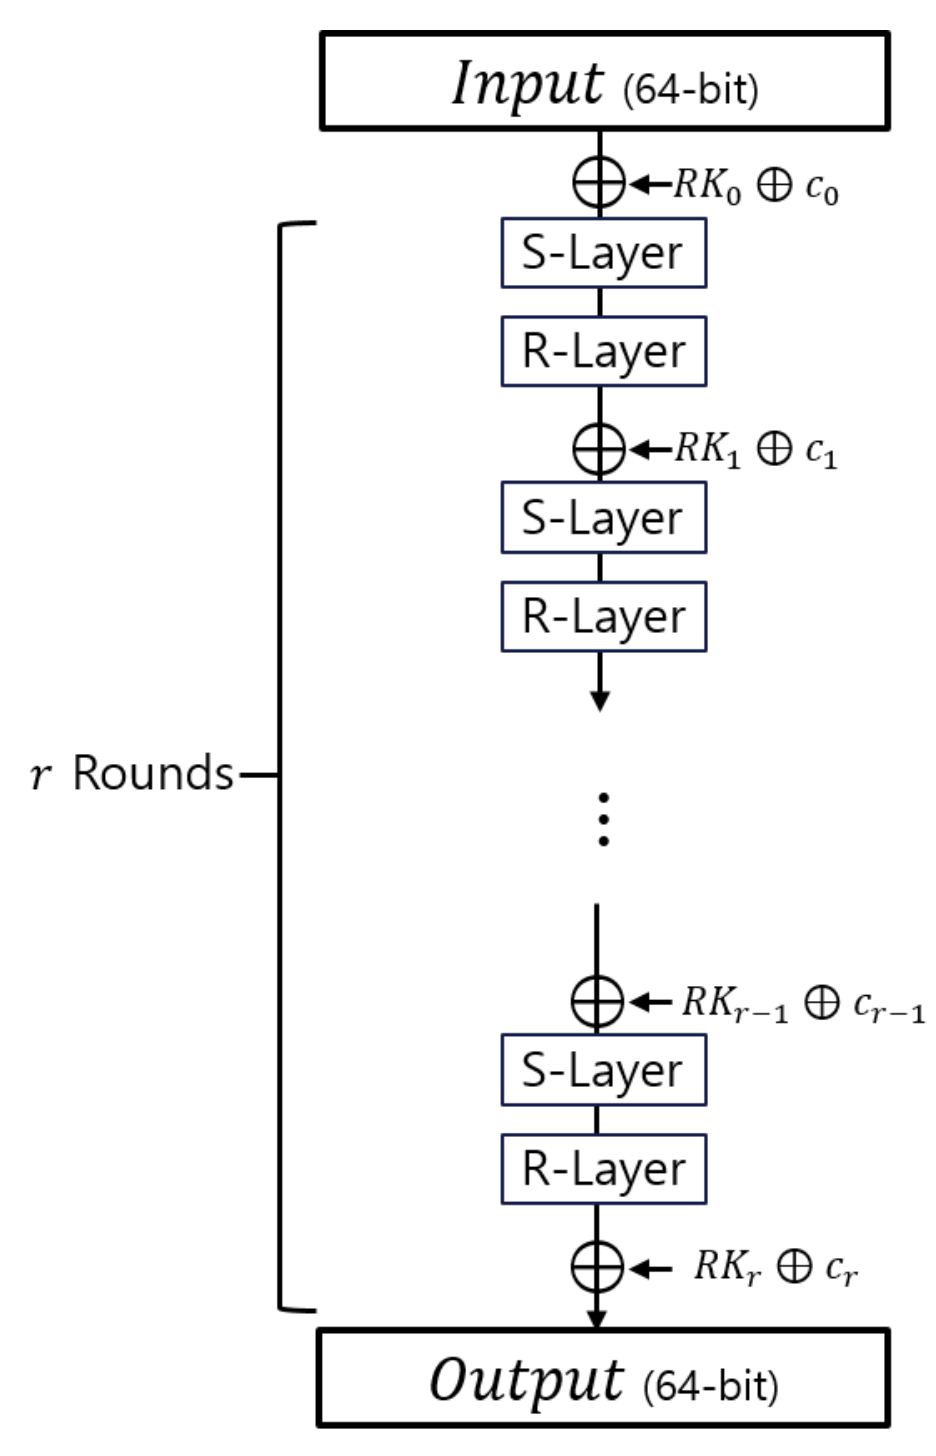 Input (64-bit)
RK₀ ⊕ c₀
S-Layer
R-Layer
RK₁ ⊕ c₁
S-Layer
R-Layer
r Rounds
⋮
RKᵣ₋₁ ⊕ cᵣ₋₁
S-Layer
R-Layer
RKᵣ ⊕ cᵣ
Output (64-bit)